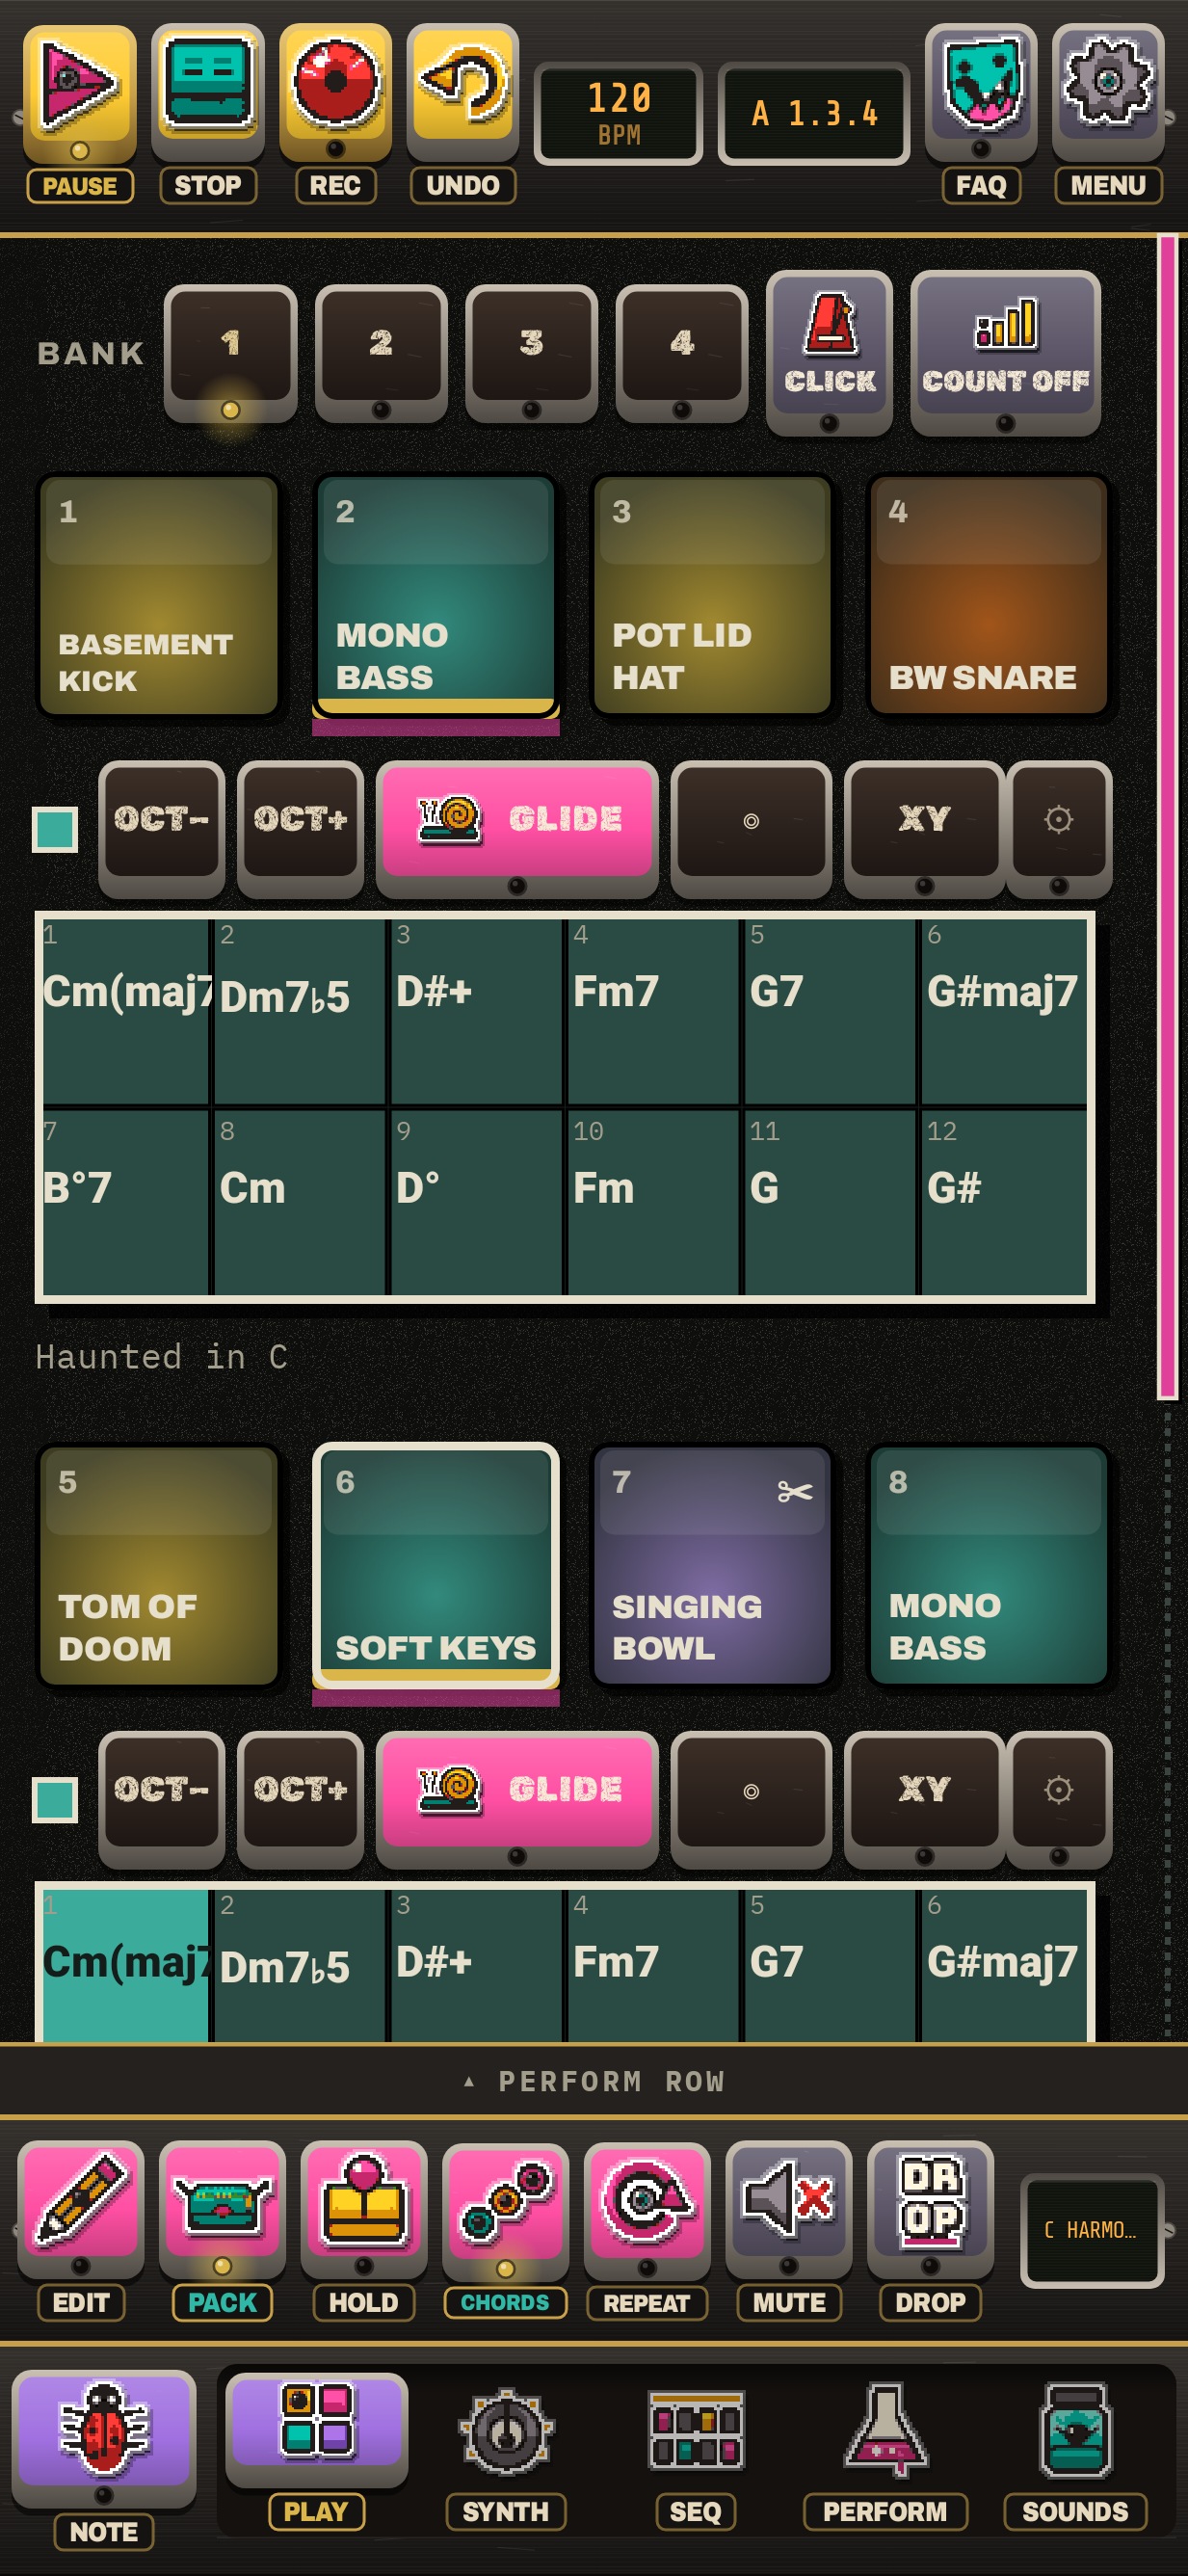 120
BPM
A 1.3.4
PAUSE STOP REC UNDO FAQ MENU
BANK 1 2 3 4 CLICK COUNT OFF
1 2 3 4
BASEMENT
KICK
MONO
BASS
POT LID
HAT
BW SNARE
OCT- OCT+ GLIDE XY
1 2 3 4 5 6
Cm(maj7 Dm7♭5 D#+ Fm7 G7 G#maj7
7 8 9 10 11 12
B°7 Cm D° Fm G G#
Haunted in C
5 6 7 8
TOM OF
DOOM
SOFT KEYS
SINGING
BOWL
MONO
BASS
OCT- OCT+ GLIDE XY
1 2 3 4 5 6
Cm(maj7 Dm7♭5 D#+ Fm7 G7 G#maj7
▲ PERFORM ROW
DR
OP
C HARMO…
EDIT PACK HOLD CHORDS REPEAT MUTE DROP
NOTE PLAY SYNTH SEQ PERFORM SOUNDS